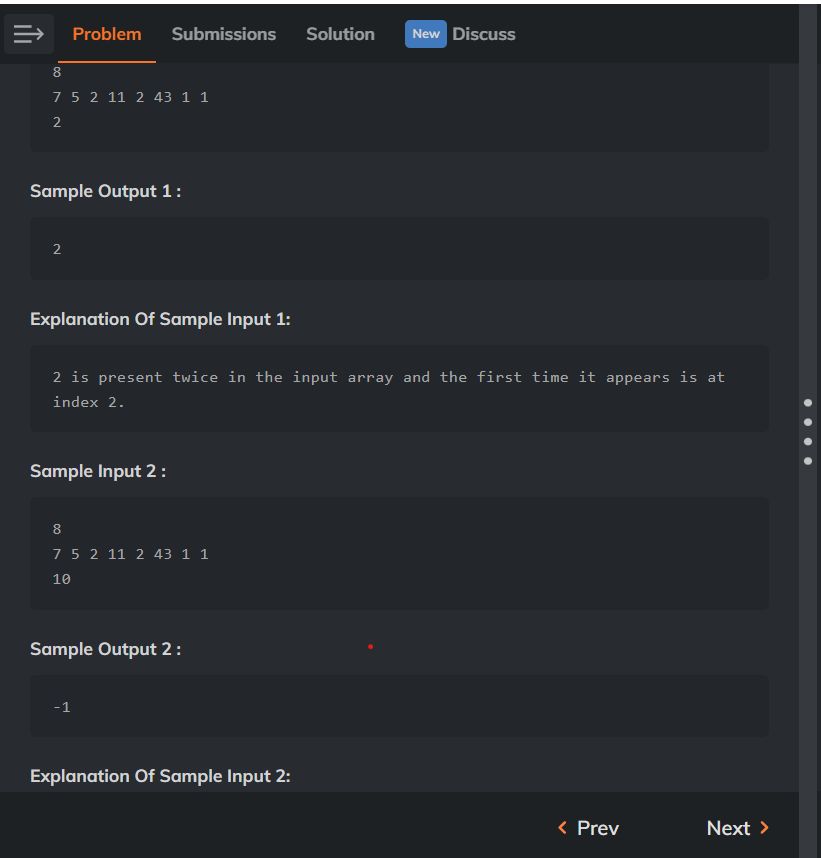 Problem Submissions Solution New Discuss
8
7 5 2 11 2 43 1 1
2
Sample Output 1 :
2
Explanation Of Sample Input 1:
2 is present twice in the input array and the first time it appears is at
index 2.
Sample Input 2 :
8
7 5 2 11 2 43 1 1
10
Sample Output 2 :
-1
Explanation Of Sample Input 2:
Prev Next